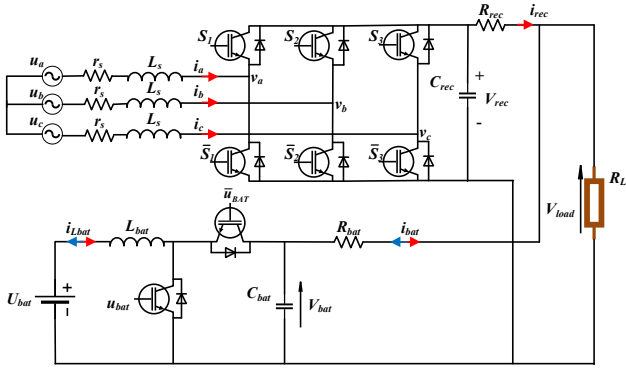 S1 S2 S3 Rrec irec
ua rs Ls ia va
ub rs Ls ib vb
uc rs Ls ic vc
Crec + Vrec -
S̅1 S̅2 S̅3
Vload RL
u̅BAT
iLbat Lbat Rbat ibat
Ubat + ubat Cbat Vbat